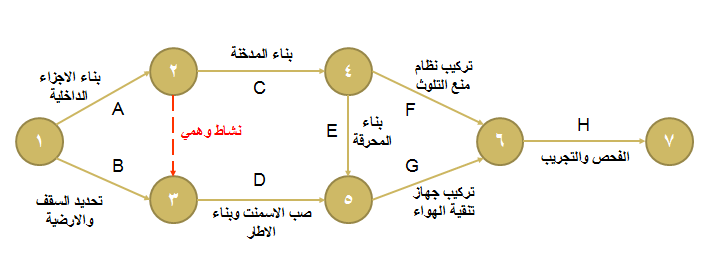 بناء الاجزاء
الداخلية
A
٢
بناء المدخنة
C
٤
تركيب نظام
منع التلوث
F
١
نشاط وهمي
E
بناء
المحرقة
٦
H
الفحص والتجريب
٧
B
تحديد السقف
والارضية
٣
D
صب الاسمنت وبناء
الاطار
٥
G
تركيب جهاز
تنقية الهواء